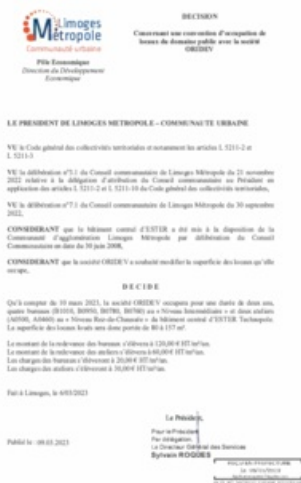 Limoges
Métropole
Communauté urbaine
Pôle Economique
Direction du Développement
Economique
DECISION
Concernant une convention d'occupation de
locaux du domaine public avec la société
ORIDEV
LE PRESIDENT DE LIMOGES METROPOLE – COMMUNAUTE URBAINE
VU le Code général des collectivités territoriales et notamment les articles L 5211-2 et
L 5211-3
VU la délibération n°7.1 du Conseil communautaire de Limoges Métropole du 21 novembre
2022 relative à la délégation d'attribution du Conseil communautaire au Président en
application des articles L 5211-2 et L 5211-10 du Code général des collectivités territoriales,
VU la délibération n°7.1 du Conseil communautaire de Limoges Métropole du 30 septembre
2022,
CONSIDERANT que le bâtiment central d'ESTER a été mis à la disposition de la
Communauté d'agglomération Limoges Métropole par délibération du Conseil
Communautaire en date du 30 juin 2008,
CONSIDERANT que la société ORIDEV a souhaité modifier la superficie des locaux qu'elle
occupe,
D E C I D E
Qu'à compter du 10 mars 2023, la société ORIDEV occupera pour une durée de deux ans,
quatre bureaux (B1010, B0950, B0780, B0760) au « Niveau Intermédiaire » et deux ateliers
(A0500, A0460) au « Niveau Rez-de-Chaussée » du bâtiment central d'ESTER Technopole.
La superficie des locaux loués sera donc portée de 80 à 157 m².
Le montant de la redevance des bureaux s'élèvera à 120,00 € HT/m²/an.
Le montant de la redevance des ateliers s'élèvera à 60,00 € HT/m²/an.
Les charges des bureaux s'élèveront à 20,00 € HT/m²/an.
Les charges des ateliers s'élèveront à 30,00 € HT/m²/an.
Fait à Limoges, le 6/03/2023
Le Président,
Pour le Président
Par délégation,
Le Directeur Général des Services
Sylvain ROQUES
Publié le : 09.03.2023